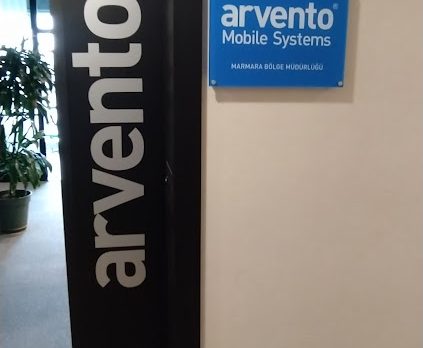 arvento
arvento®
Mobile Systems
MARMARA BÖLGE MÜDÜRLÜĞÜ